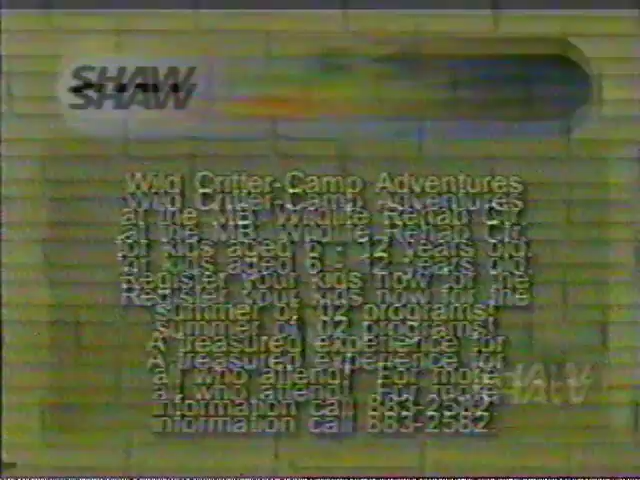 SHAW
Wild Critter-Camp Adventures
at the MB Wildlife Rehab Ctr.
for kids aged 6 - 12 years old.
Register your kids now for the
summer of 02 programs!
A treasured experience for
all who attend! For more
information call 883-2582.
SHAW